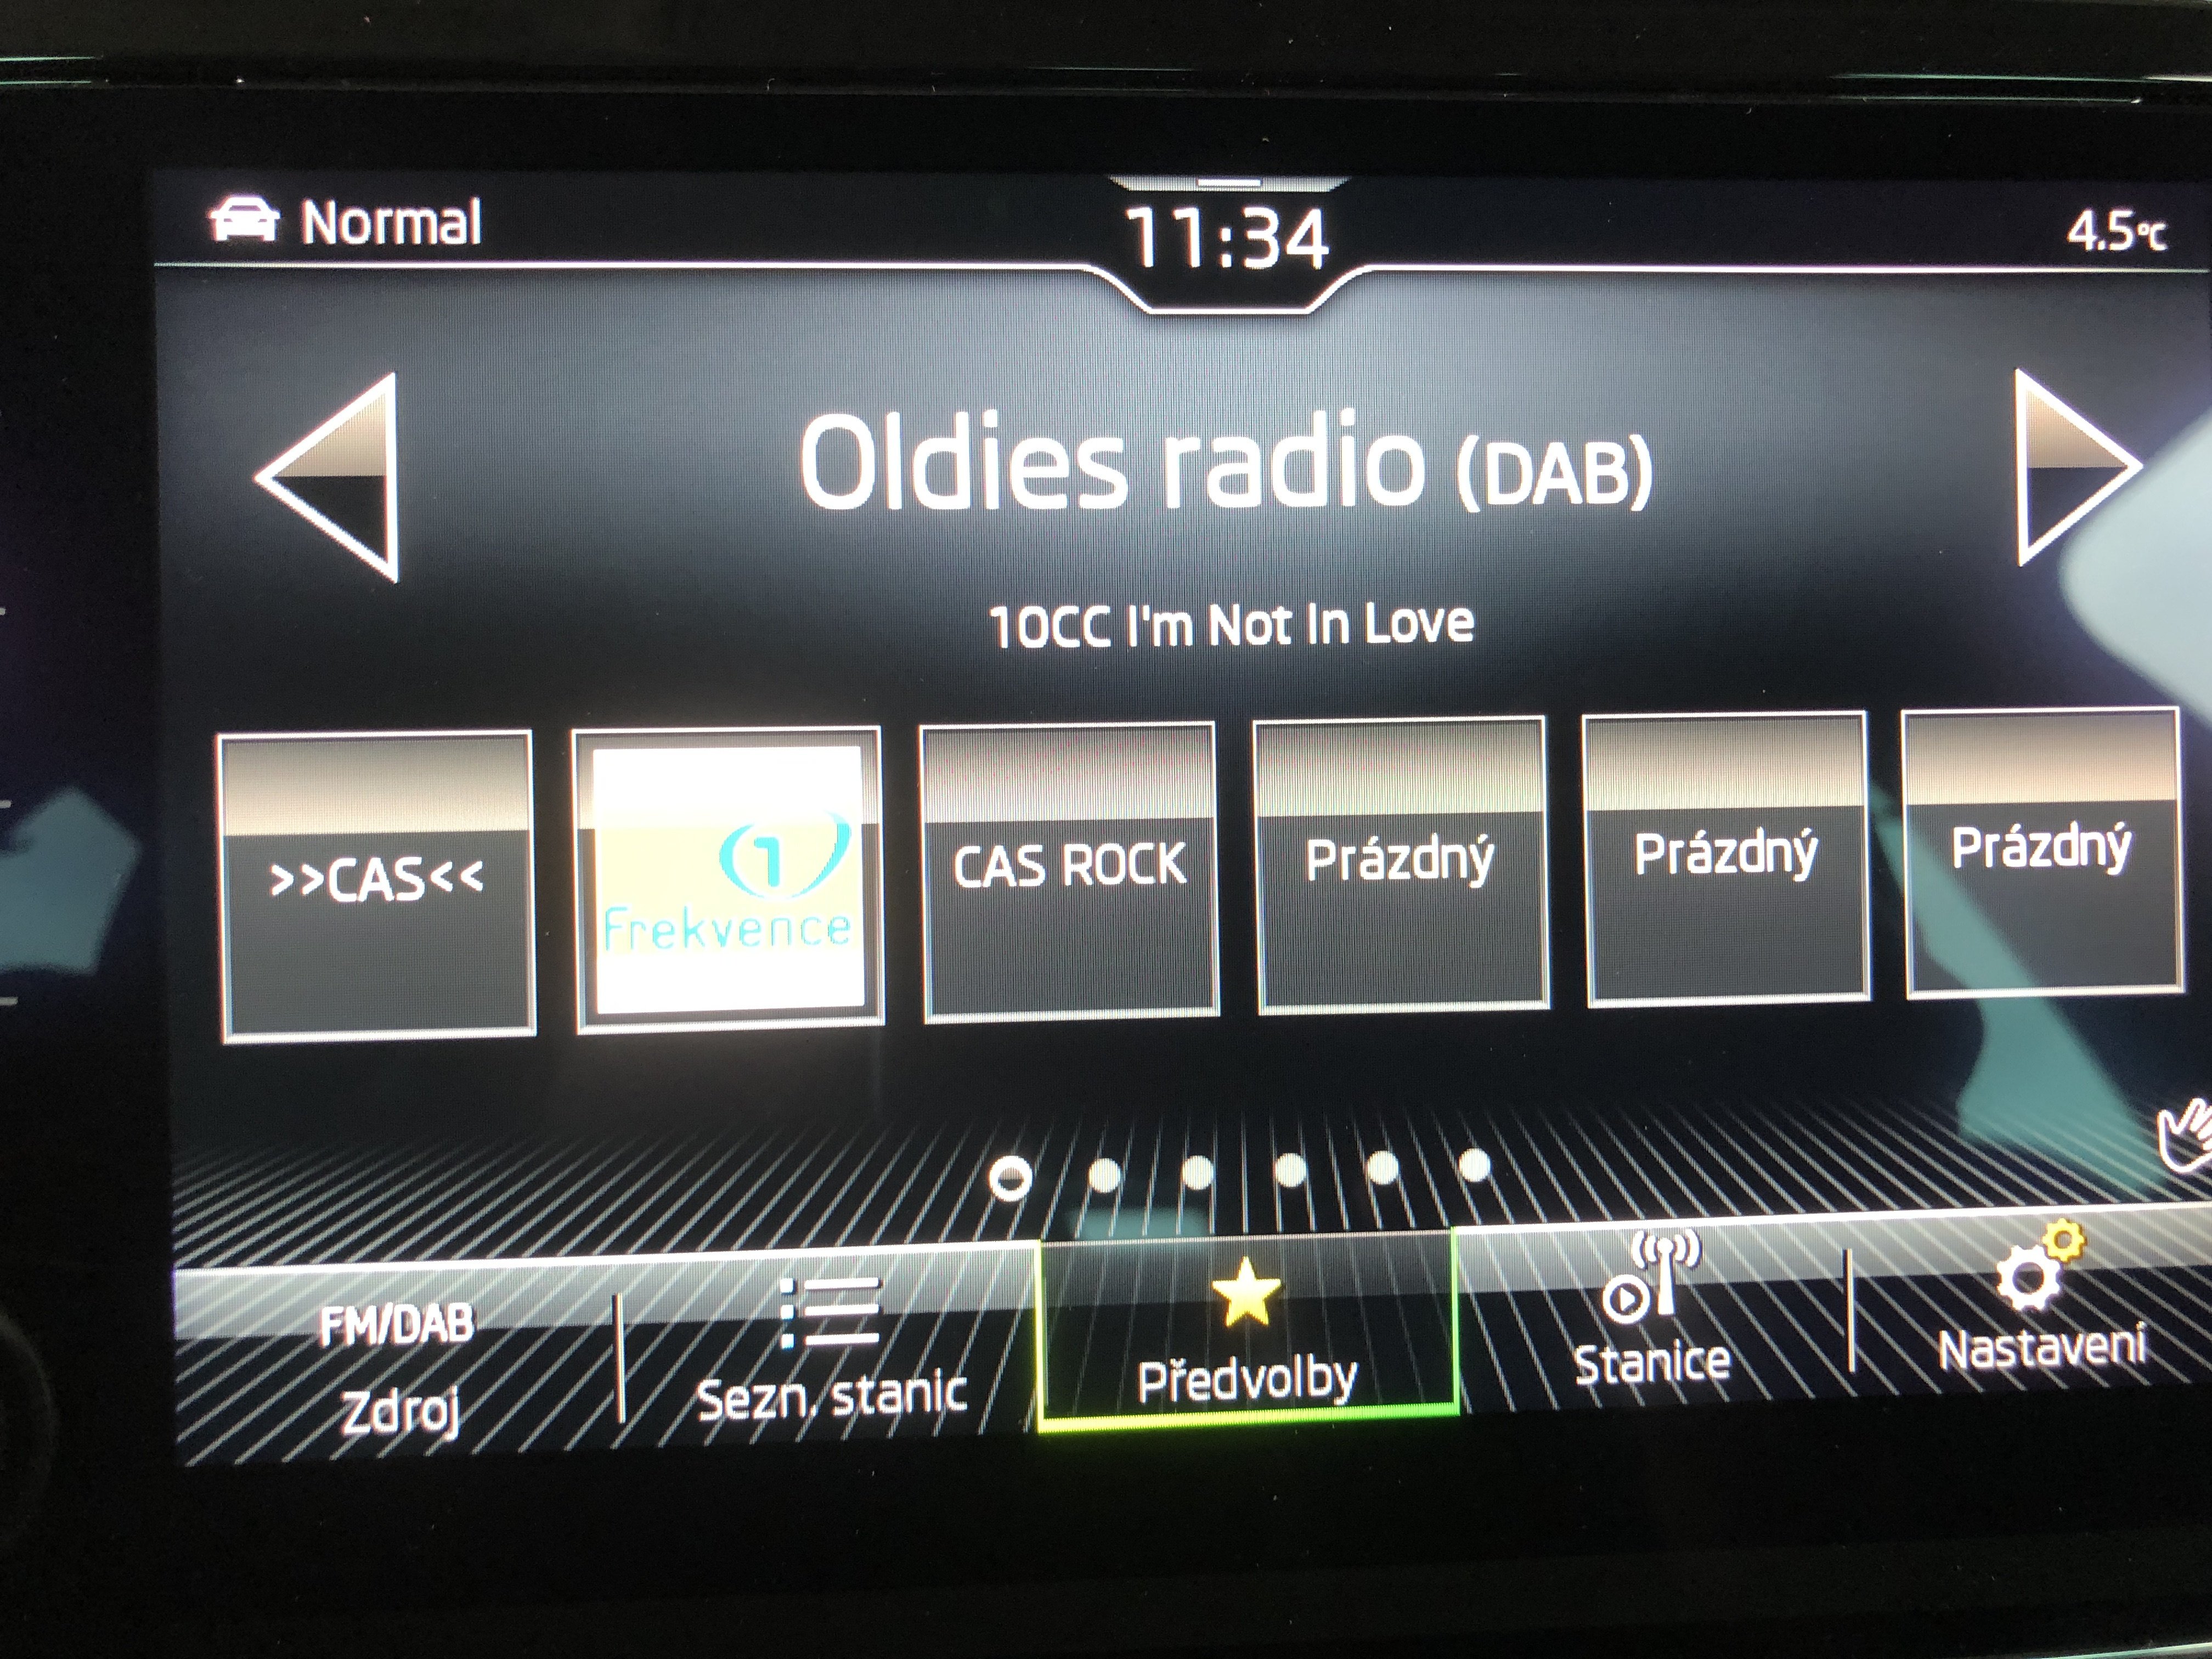 Normal
11:34
4.5°C
Oldies radio (DAB)
10CC I'm Not In Love
>>CAS<<
1
Frekvence
CAS ROCK
Prázdný
Prázdný
Prázdný
FM/DAB
Zdroj
Sezn. stanic
Předvolby
Stanice
Nastavení